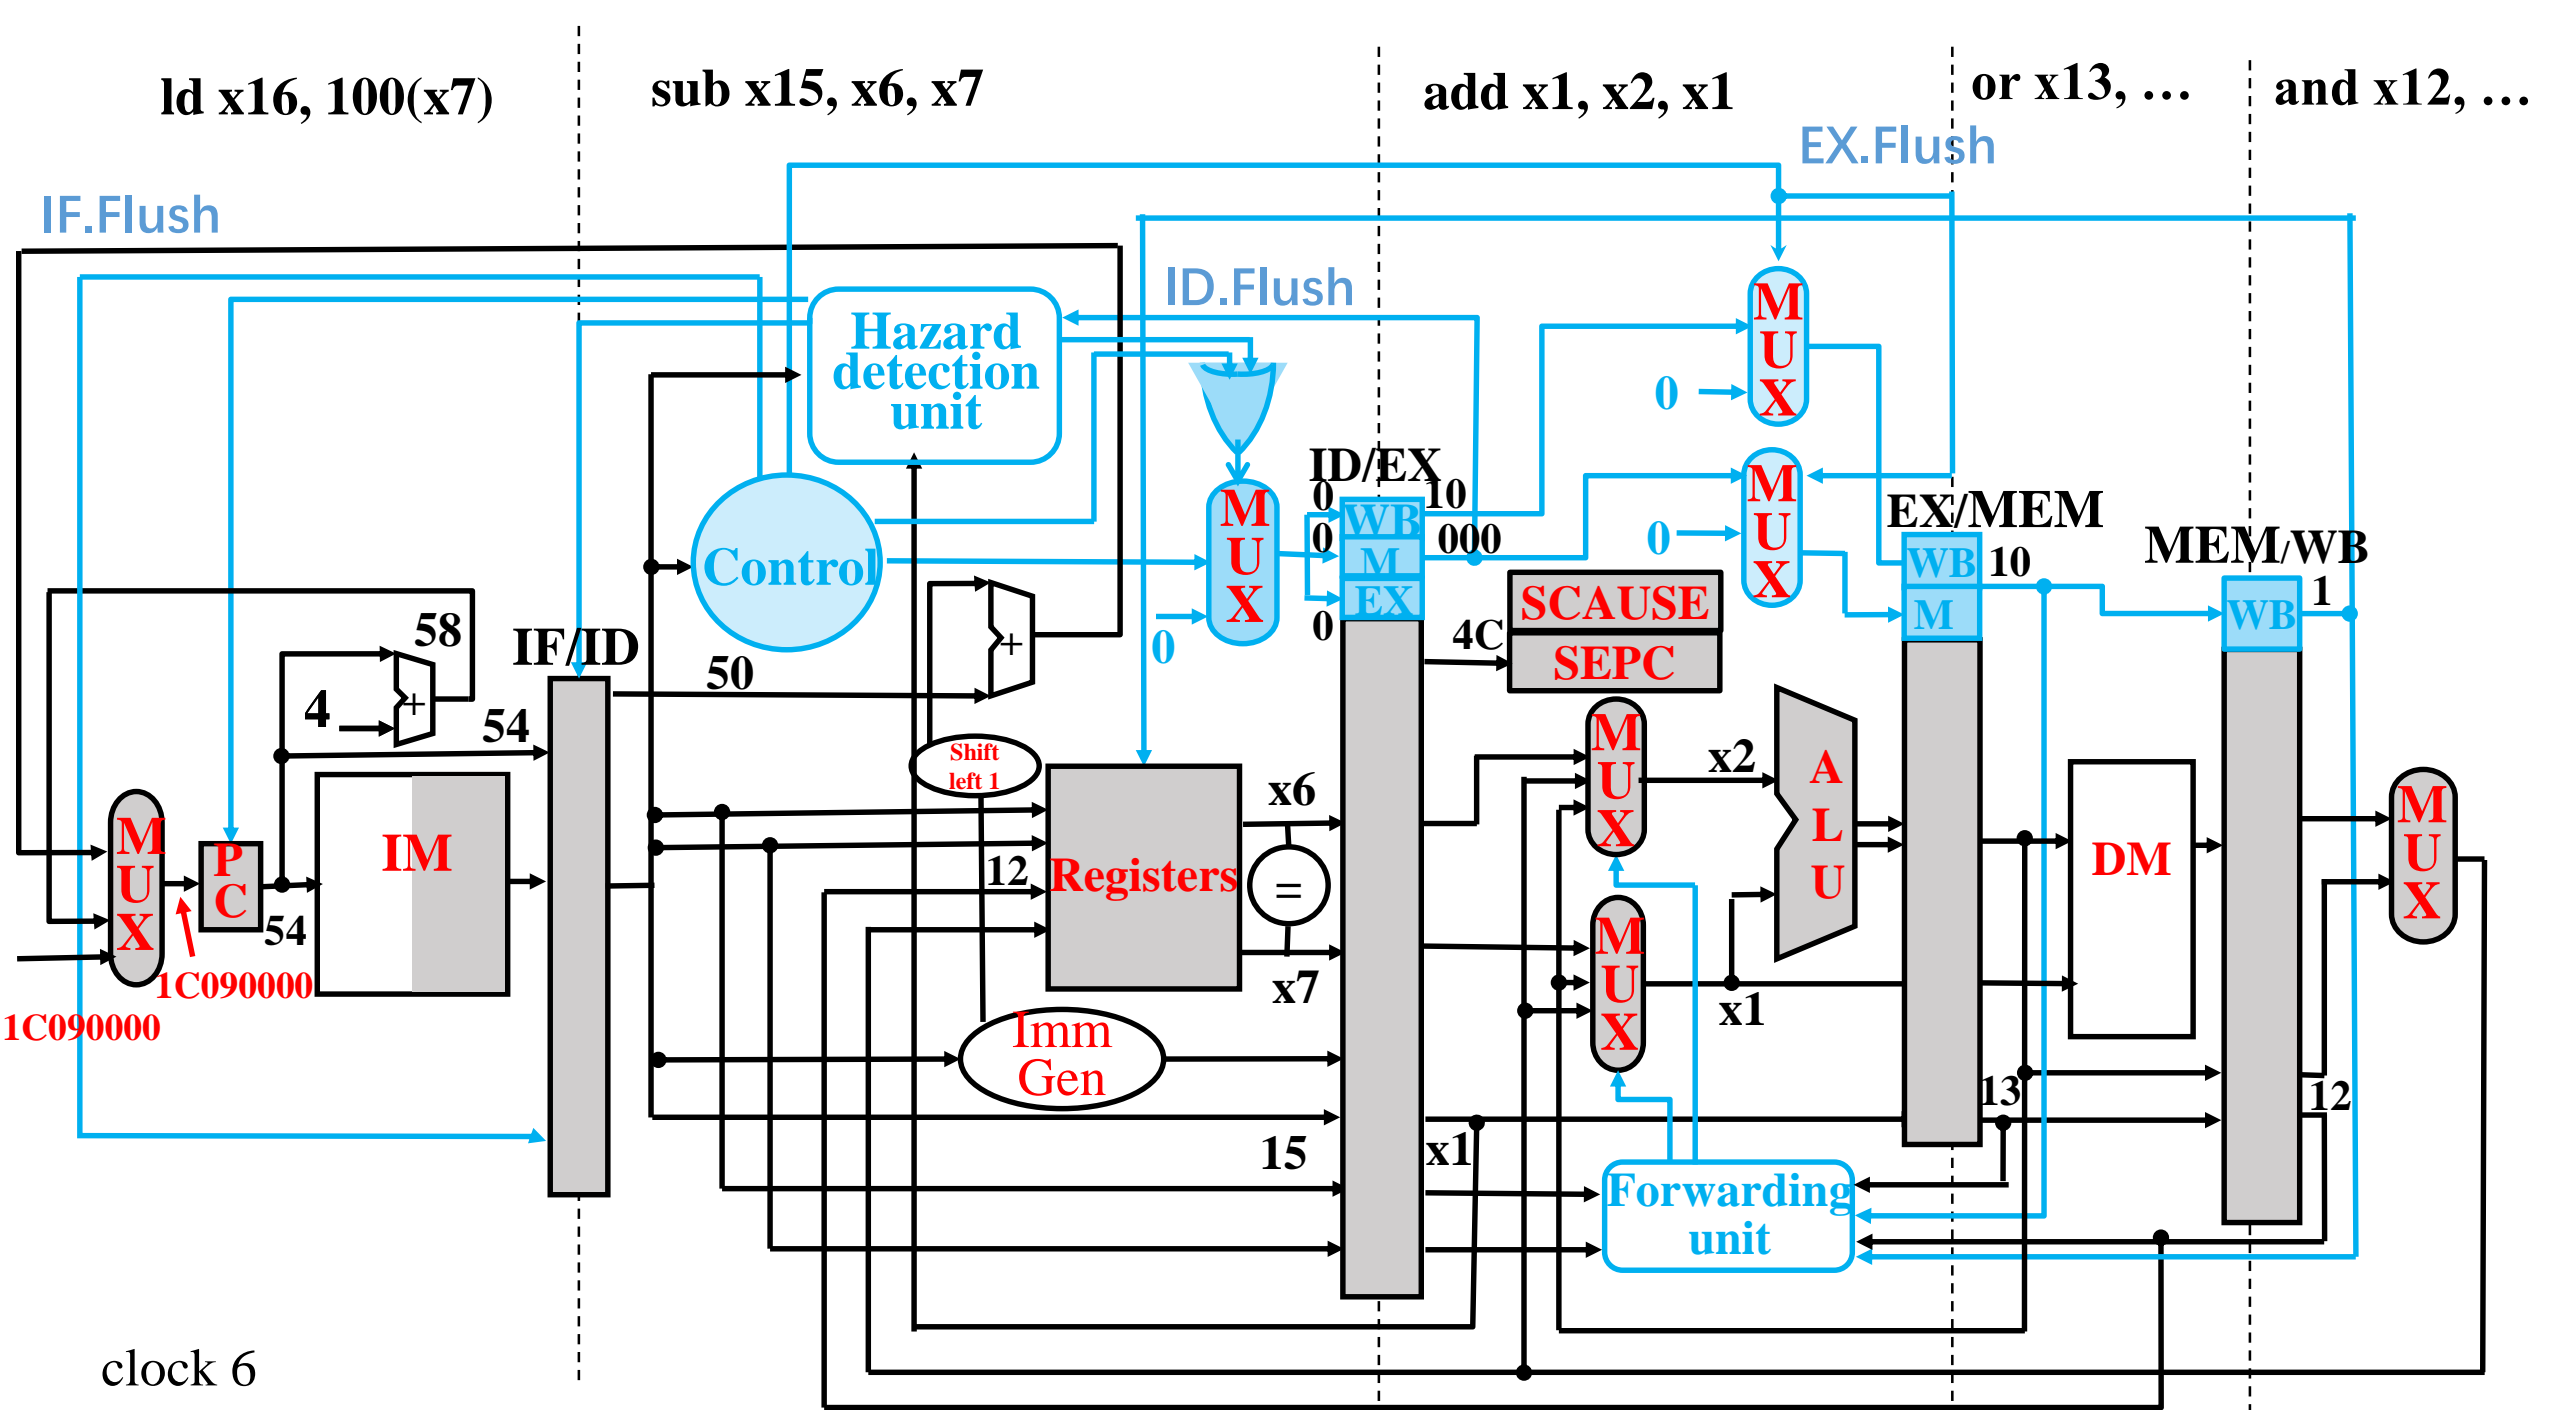 ld x16, 100(x7)
sub x15, x6, x7
add x1, x2, x1
or x13, …
and x12, …
EX.Flush
IF.Flush
ID.Flush
Hazard
detection
unit
M
U
X
0
M
U
X
0
Control
M
U
X
0
ID/EX
0
0
0
WB
M
EX
10
000
SCAUSE
SEPC
4C
EX/MEM
WB
M
10
MEM/WB
WB
1
58
4
+
54
IF/ID
50
+
Shift
left 1
M
U
X
P
C
54
IM
1C090000
1C090000
12
Registers
x6
=
x7
M
U
X
x2
M
U
X
x1
A
L
U
DM
M
U
X
Imm
Gen
15
x1
13
12
Forwarding
unit
clock 6